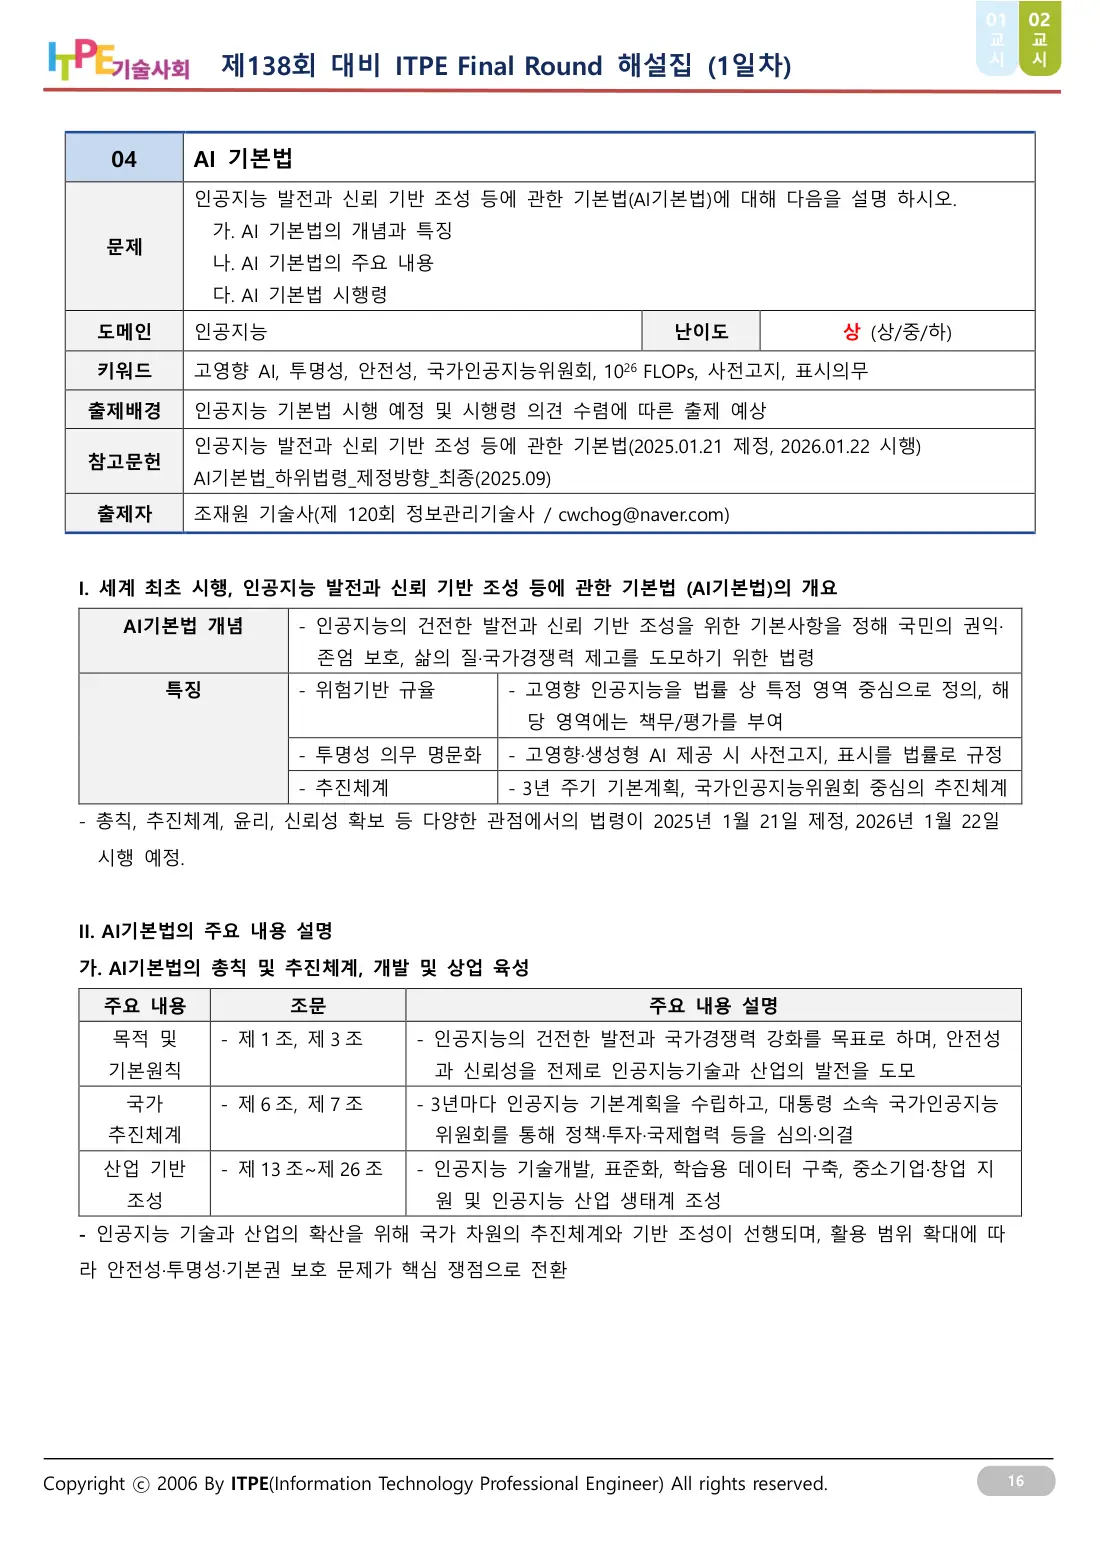 01
교
시
02
교
시
ITPE기술사회 제138회 대비 ITPE Final Round 해설집 (1일차)
04 AI 기본법
문제
인공지능 발전과 신뢰 기반 조성 등에 관한 기본법(AI기본법)에 대해 다음을 설명 하시오.
가. AI 기본법의 개념과 특징
나. AI 기본법의 주요 내용
다. AI 기본법 시행령
도메인 인공지능 난이도 상 (상/중/하)
키워드 고영향 AI, 투명성, 안전성, 국가인공지능위원회, 10²⁶ FLOPs, 사전고지, 표시의무
출제배경 인공지능 기본법 시행 예정 및 시행령 의견 수렴에 따른 출제 예상
참고문헌
인공지능 발전과 신뢰 기반 조성 등에 관한 기본법(2025.01.21 제정, 2026.01.22 시행)
AI기본법_하위법령_제정방향_최종(2025.09)
출제자 조재원 기술사(제 120회 정보관리기술사 / cwchog@naver.com)
I. 세계 최초 시행, 인공지능 발전과 신뢰 기반 조성 등에 관한 기본법 (AI기본법)의 개요
AI기본법 개념 - 인공지능의 건전한 발전과 신뢰 기반 조성을 위한 기본사항을 정해 국민의 권익·
존엄 보호, 삶의 질·국가경쟁력 제고를 도모하기 위한 법령
특징 - 위험기반 규율 - 고영향 인공지능을 법률 상 특정 영역 중심으로 정의, 해
당 영역에는 책무/평가를 부여
- 투명성 의무 명문화 - 고영향·생성형 AI 제공 시 사전고지, 표시를 법률로 규정
- 추진체계 - 3년 주기 기본계획, 국가인공지능위원회 중심의 추진체계
- 총칙, 추진체계, 윤리, 신뢰성 확보 등 다양한 관점에서의 법령이 2025년 1월 21일 제정, 2026년 1월 22일
시행 예정.
II. AI기본법의 주요 내용 설명
가. AI기본법의 총칙 및 추진체계, 개발 및 상업 육성
주요 내용 조문 주요 내용 설명
목적 및 - 제1조, 제3조 - 인공지능의 건전한 발전과 국가경쟁력 강화를 목표로 하며, 안전성
기본원칙 과 신뢰성을 전제로 인공지능기술과 산업의 발전을 도모
국가 - 제6조, 제7조 - 3년마다 인공지능 기본계획을 수립하고, 대통령 소속 국가인공지능
추진체계 위원회를 통해 정책·투자·국제협력 등을 심의·의결
산업 기반 - 제13조~제26조 - 인공지능 기술개발, 표준화, 학습용 데이터 구축, 중소기업·창업 지
조성 원 및 인공지능 산업 생태계 조성
- 인공지능 기술과 산업의 확산을 위해 국가 차원의 추진체계와 기반 조성이 선행되며, 활용 범위 확대에 따
라 안전성·투명성·기본권 보호 문제가 핵심 쟁점으로 전환
Copyright ⓒ 2006 By ITPE(Information Technology Professional Engineer) All rights reserved. 16